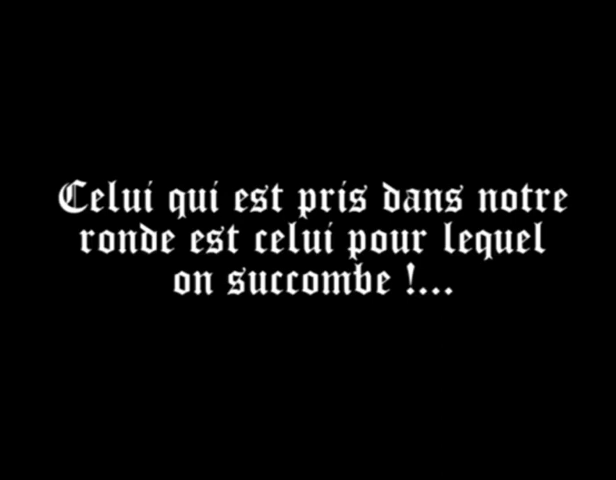 Celui qui est pris dans notre
ronde est celui pour lequel
on succombe !...